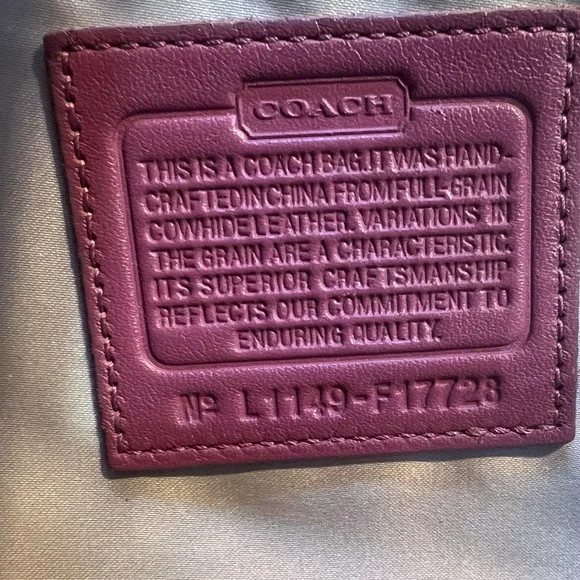 COACH
THIS IS A COACH BAG. IT WAS HAND-
CRAFTED IN CHINA FROM FULL-GRAIN
COWHIDE LEATHER. VARIATIONS IN
THE GRAIN ARE A CHARACTERISTIC.
ITS SUPERIOR CRAFTSMANSHIP
REFLECTS OUR COMMITMENT TO
ENDURING QUALITY.
Nº L1149-F17728